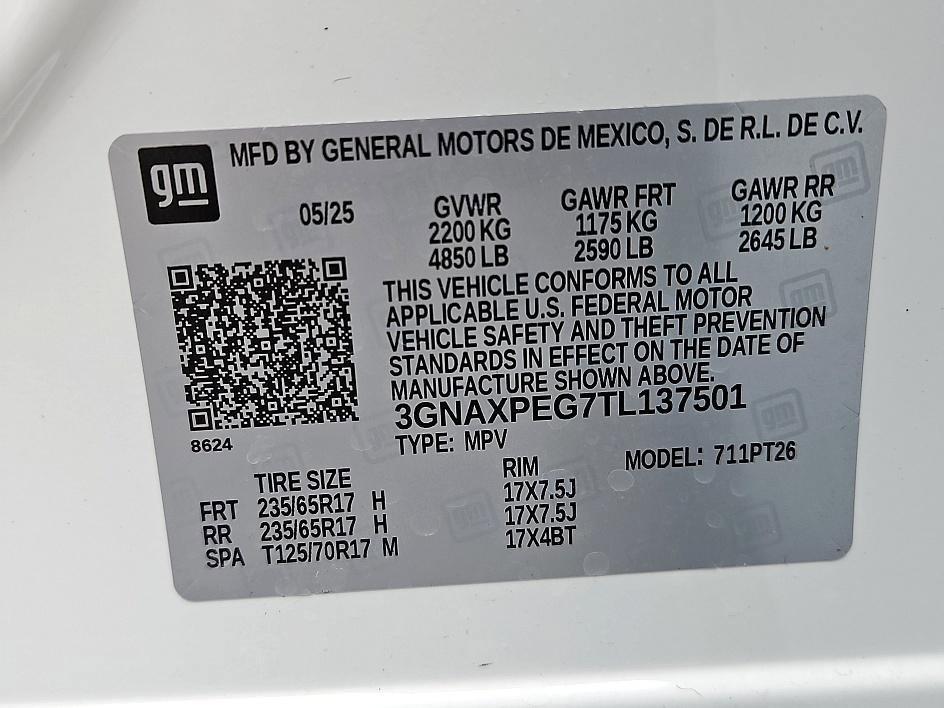 gm
MFD BY GENERAL MOTORS DE MEXICO, S. DE R.L. DE C.V.
05/25 GVWR GAWR FRT GAWR RR
2200 KG 1175 KG 1200 KG
4850 LB 2590 LB 2645 LB
THIS VEHICLE CONFORMS TO ALL
APPLICABLE U.S. FEDERAL MOTOR
VEHICLE SAFETY AND THEFT PREVENTION
STANDARDS IN EFFECT ON THE DATE OF
MANUFACTURE SHOWN ABOVE.
3GNAXPEG7TL137501
8624
TYPE: MPV MODEL: 711PT26
TIRE SIZE RIM
FRT 235/65R17 H 17X7.5J
RR 235/65R17 H 17X7.5J
SPA T125/70R17 M 17X4BT